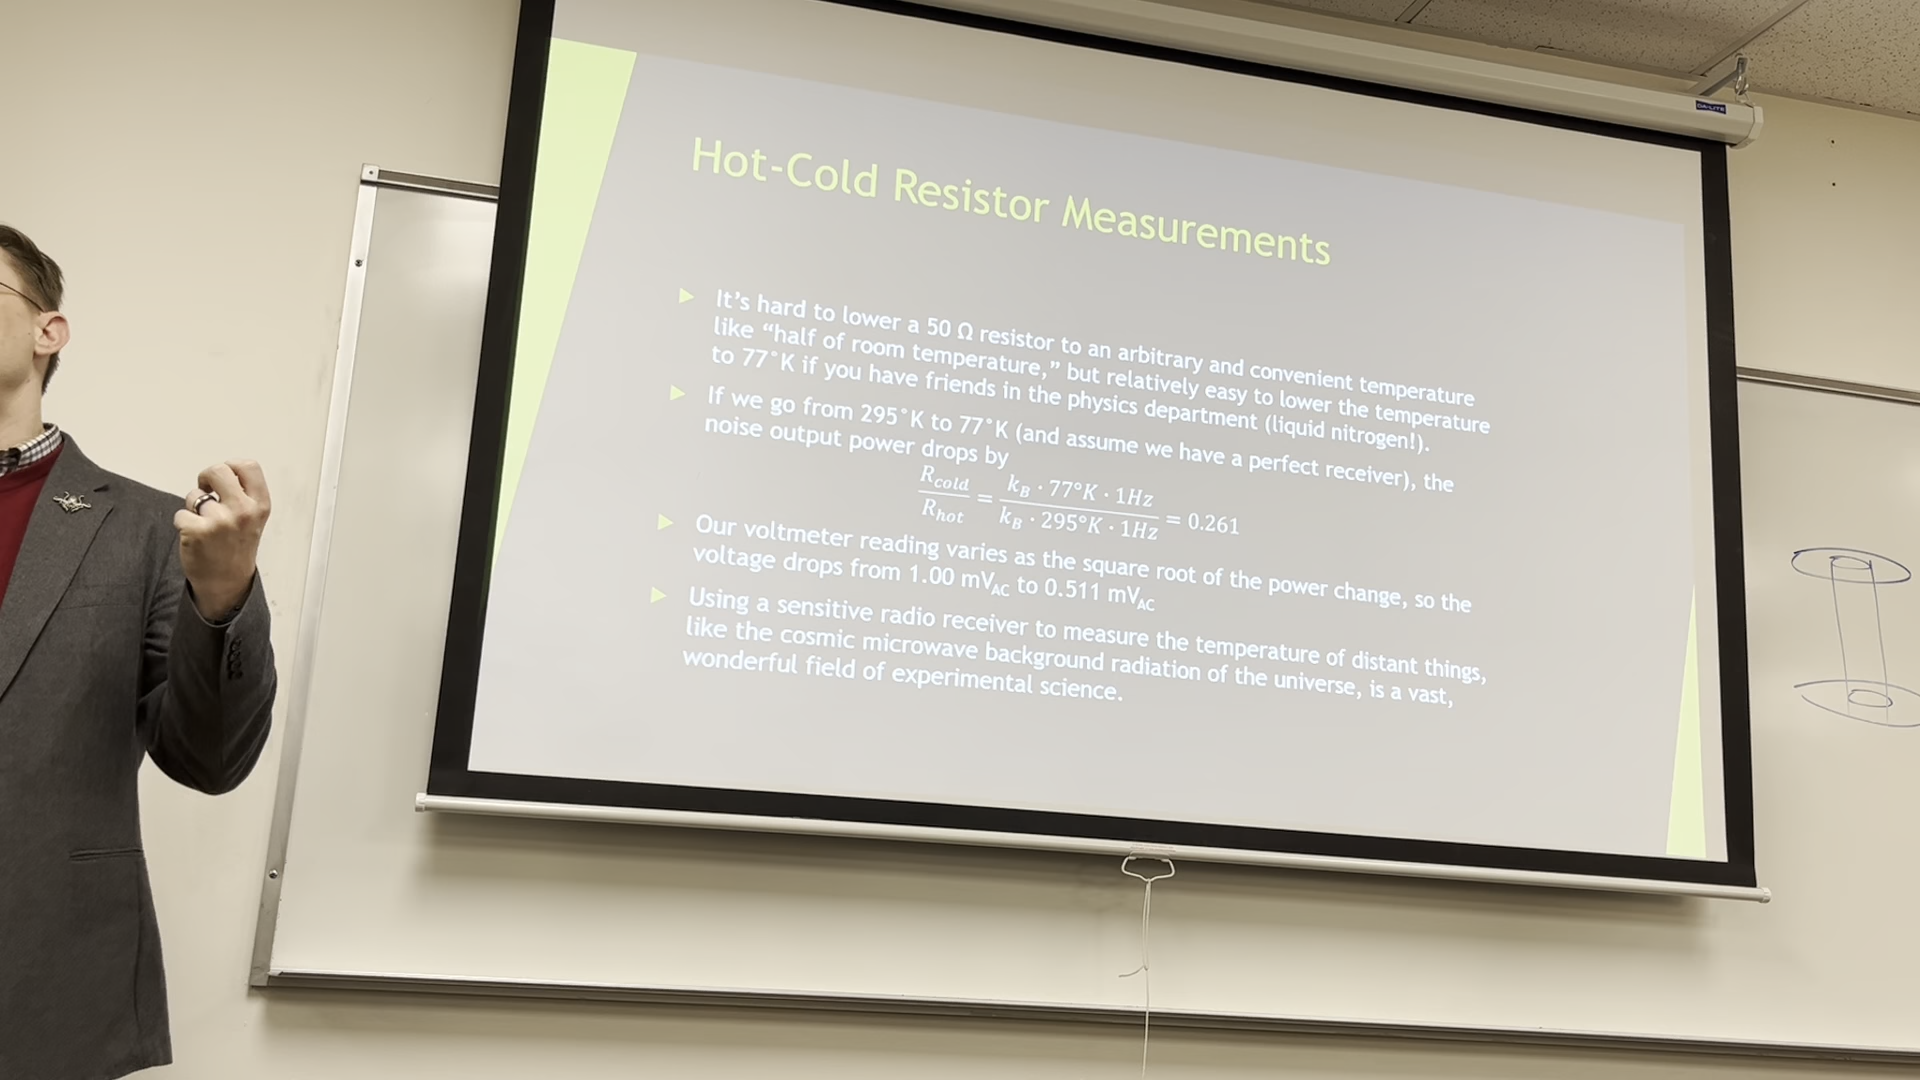 DA-LITE
Hot-Cold Resistor Measurements
It's hard to lower a 50 Ω resistor to an arbitrary and convenient temperature
like “half of room temperature,” but relatively easy to lower the temperature
to 77°K if you have friends in the physics department (liquid nitrogen!).
If we go from 295°K to 77°K (and assume we have a perfect receiver), the
noise output power drops by
R_cold / R_hot = k_B · 77°K · 1Hz / k_B · 295°K · 1Hz = 0.261
Our voltmeter reading varies as the square root of the power change, so the
voltage drops from 1.00 mV_AC to 0.511 mV_AC
Using a sensitive radio receiver to measure the temperature of distant things,
like the cosmic microwave background radiation of the universe, is a vast,
wonderful field of experimental science.